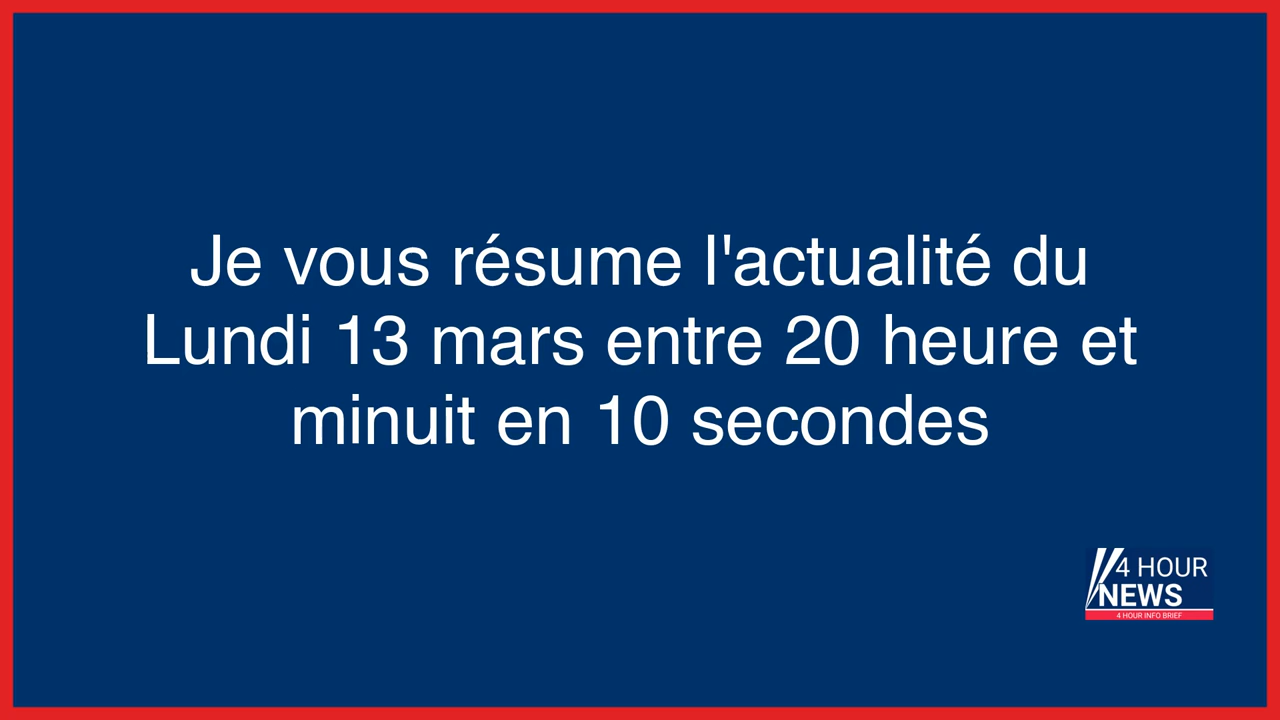 Je vous résume l'actualité du
Lundi 13 mars entre 20 heure et
minuit en 10 secondes
4 HOUR
NEWS
4 HOUR INFO BRIEF